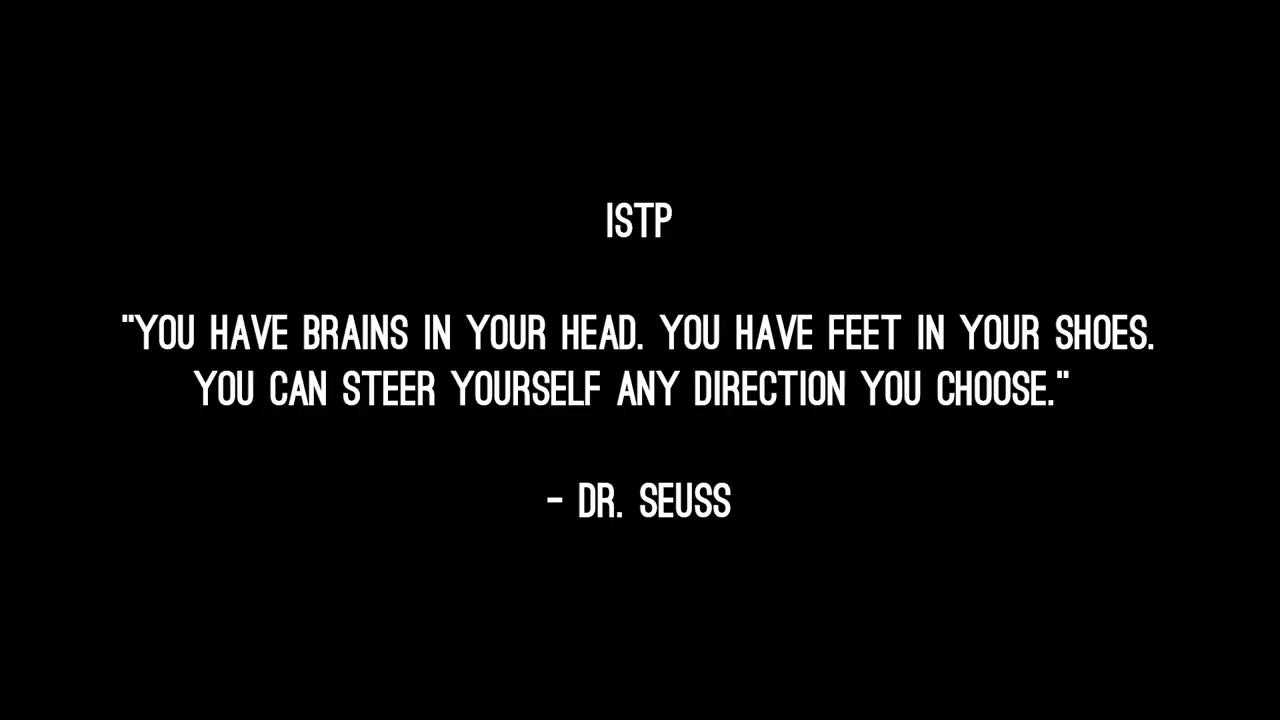 ISTP
"YOU HAVE BRAINS IN YOUR HEAD. YOU HAVE FEET IN YOUR SHOES.
YOU CAN STEER YOURSELF ANY DIRECTION YOU CHOOSE."
- DR. SEUSS